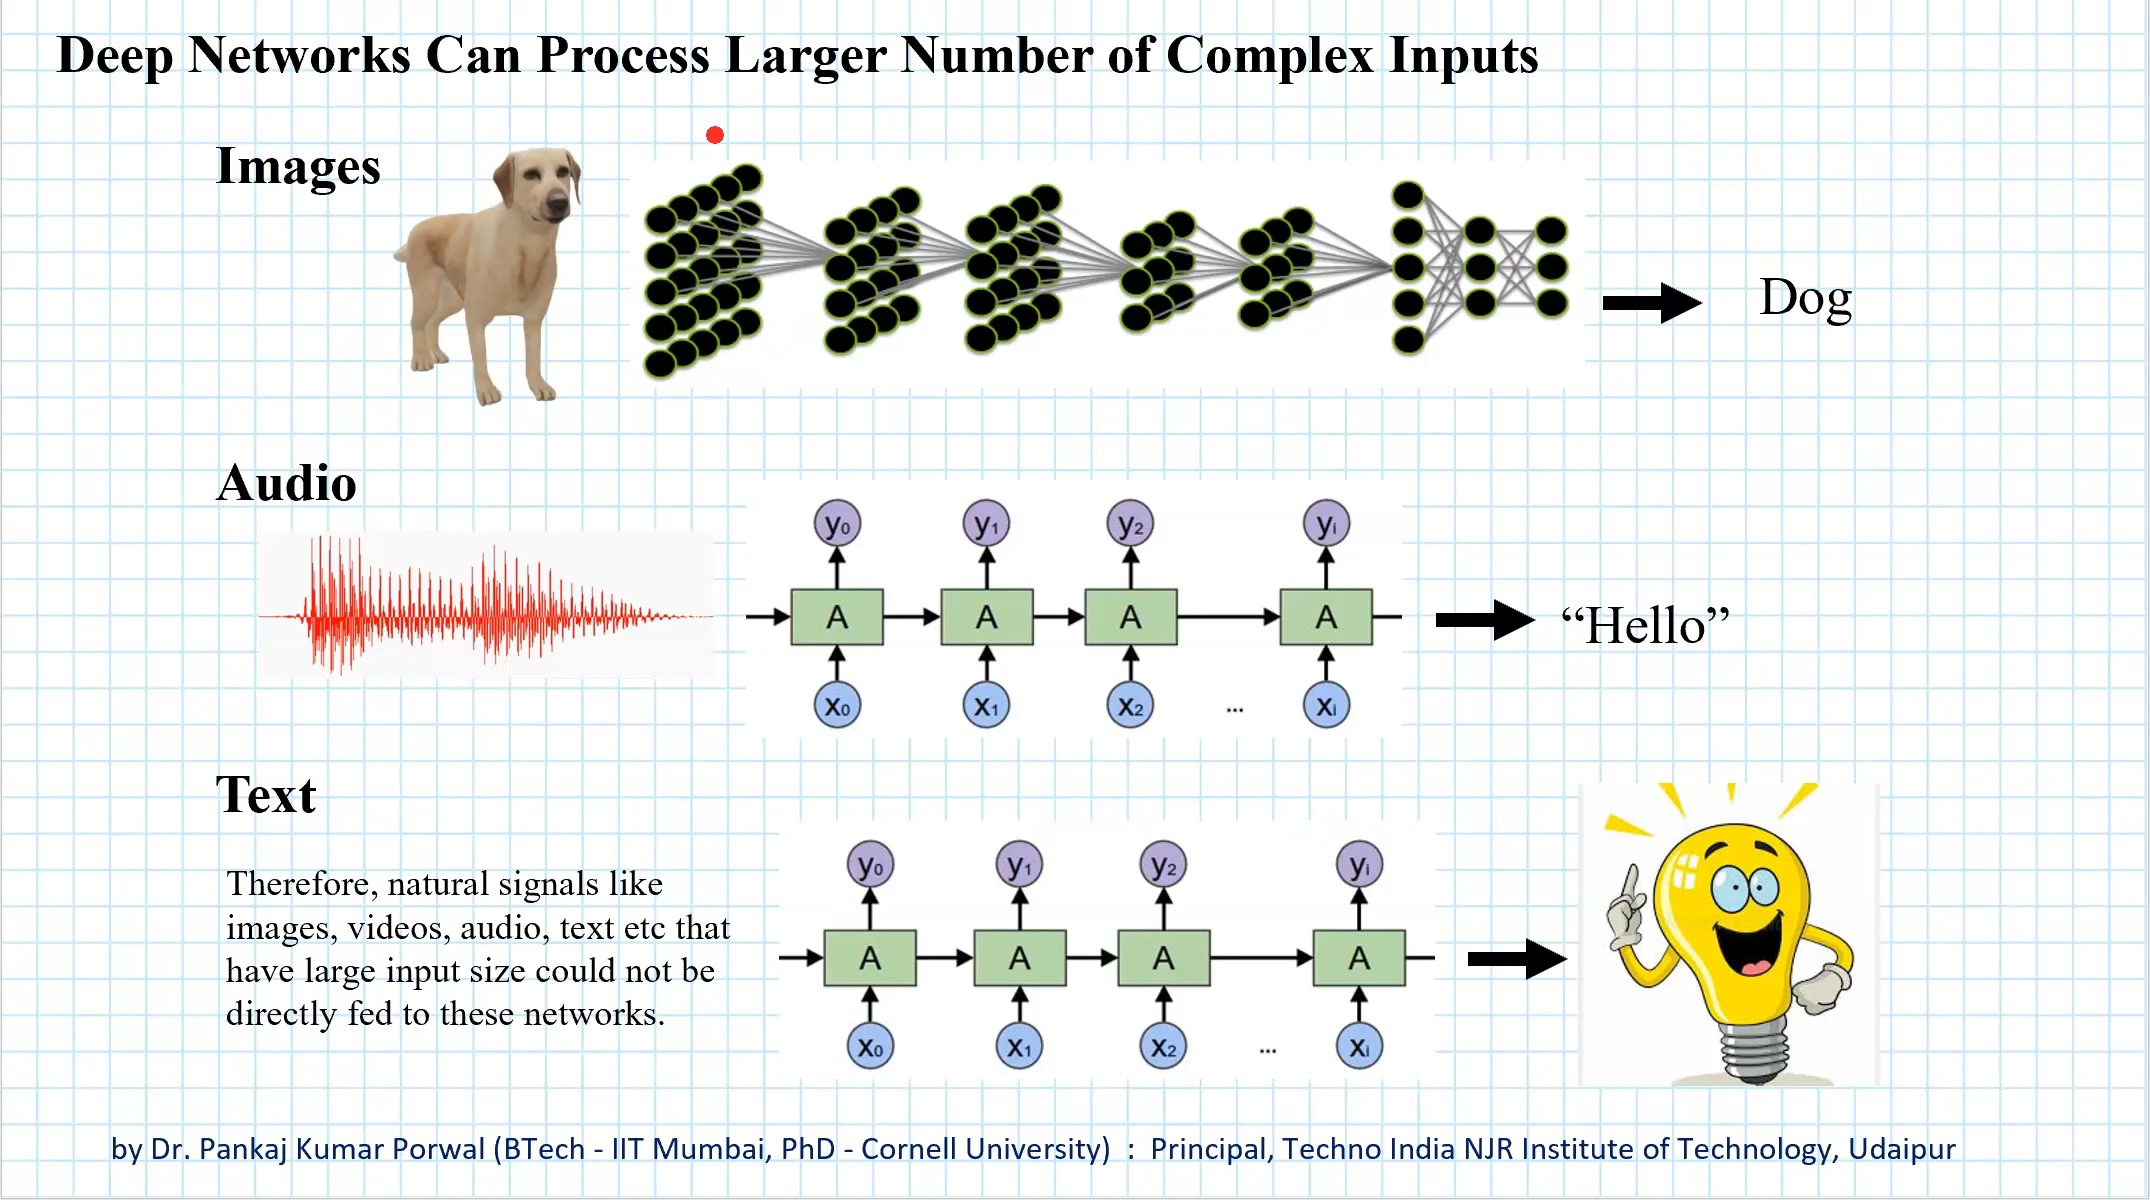 Deep Networks Can Process Larger Number of Complex Inputs
Images
Dog
Audio
y₀ y₁ y₂ yᵢ
A A A A
x₀ x₁ x₂ ... xᵢ
“Hello”
Text
Therefore, natural signals like
images, videos, audio, text etc that
have large input size could not be
directly fed to these networks.
y₀ y₁ y₂ yᵢ
A A A A
x₀ x₁ x₂ ... xᵢ
by Dr. Pankaj Kumar Porwal (BTech - IIT Mumbai, PhD - Cornell University) : Principal, Techno India NJR Institute of Technology, Udaipur